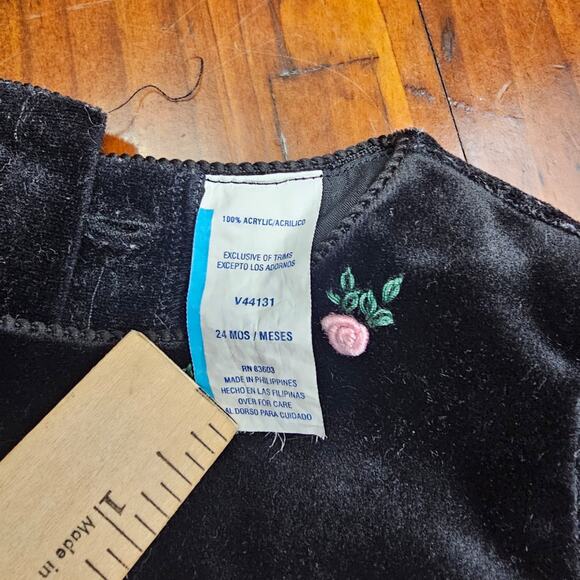 100% ACRYLIC/ACRILICO
EXCLUSIVE OF TRIMS
EXCEPTO LOS ADORNOS
V44131
24 MOS / MESES
RN 63603
MADE IN PHILIPPINES
HECHO EN LAS FILIPINAS
OVER FOR CARE
AL DORSO PARA CUIDADO
1
Made in